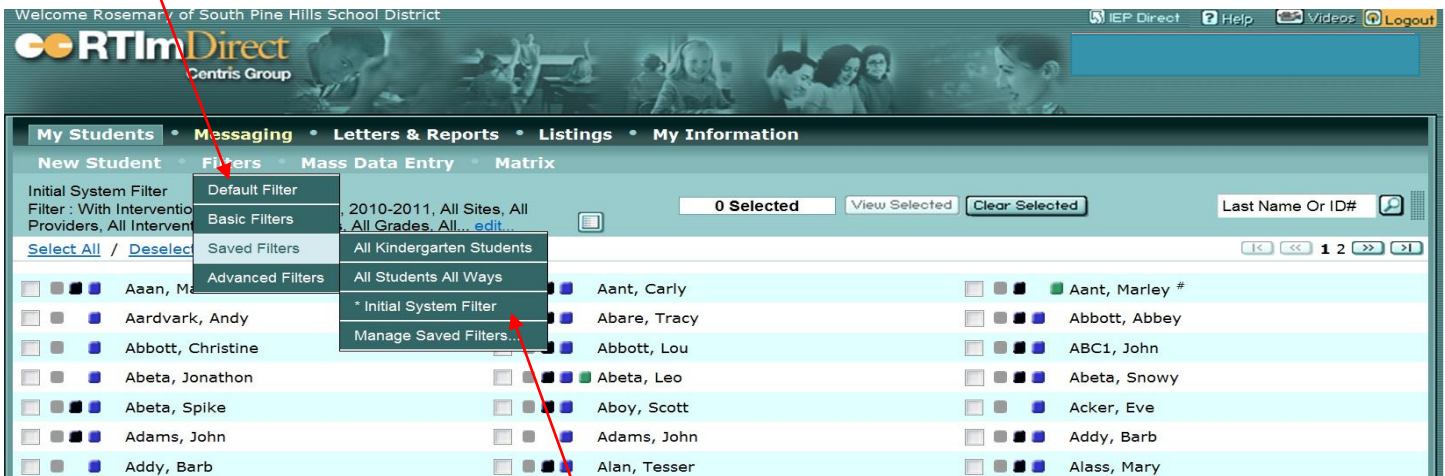 Welcome Rosemary of South Pine Hills School District
IEP Direct Help Videos Logout
RTIm Direct
Centris Group
My Students • Messaging • Letters & Reports • Listings • My Information
New Student • Filters • Mass Data Entry • Matrix
Initial System Filter
Filter : With , 2010-2011, All Sites, All
Providers, All All Grades, All... edit...
Default Filter
Basic Filters
Saved Filters
Advanced Filters
All Kindergarten Students
All Students All Ways
* Initial System Filter
Manage Saved Filters...
0 Selected View Selected Clear Selected Last Name Or ID#
Select All / 1 2
Aaan, Aant, Carly Aant, Marley #
Aardvark, Andy Abare, Tracy Abbott, Abbey
Abbott, Christine Abbott, Lou ABC1, John
Abeta, Jonathon Abeta, Leo Abeta, Snowy
Abeta, Spike Aboy, Scott Acker, Eve
Adams, John Adams, John Addy, Barb
Addy, Barb Alan, Tesser Alass, Mary